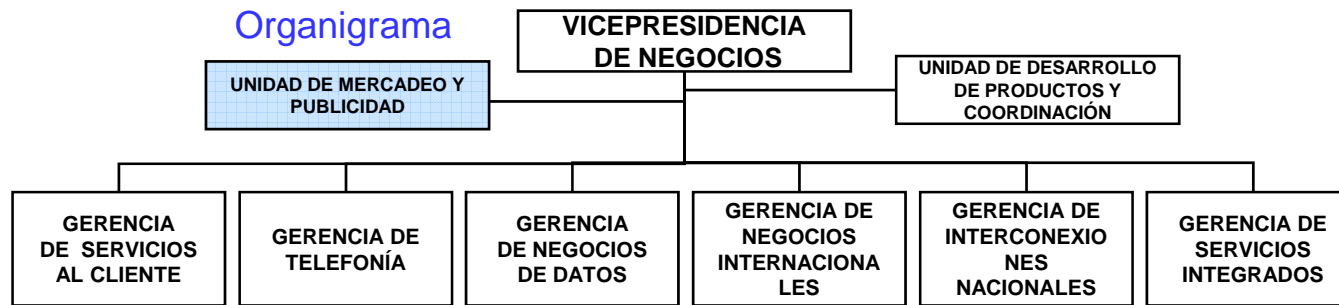 Organigrama
VICEPRESIDENCIA
DE NEGOCIOS
UNIDAD DE MERCADEO Y
PUBLICIDAD
UNIDAD DE DESARROLLO
DE PRODUCTOS Y
COORDINACIÓN
GERENCIA
DE SERVICIOS
AL CLIENTE
GERENCIA DE
TELEFONÍA
GERENCIA
DE NEGOCIOS
DE DATOS
GERENCIA DE
NEGOCIOS
INTERNACIONA
LES
GERENCIA DE
INTERCONEXIO
NES
NACIONALES
GERENCIA DE
SERVICIOS
INTEGRADOS